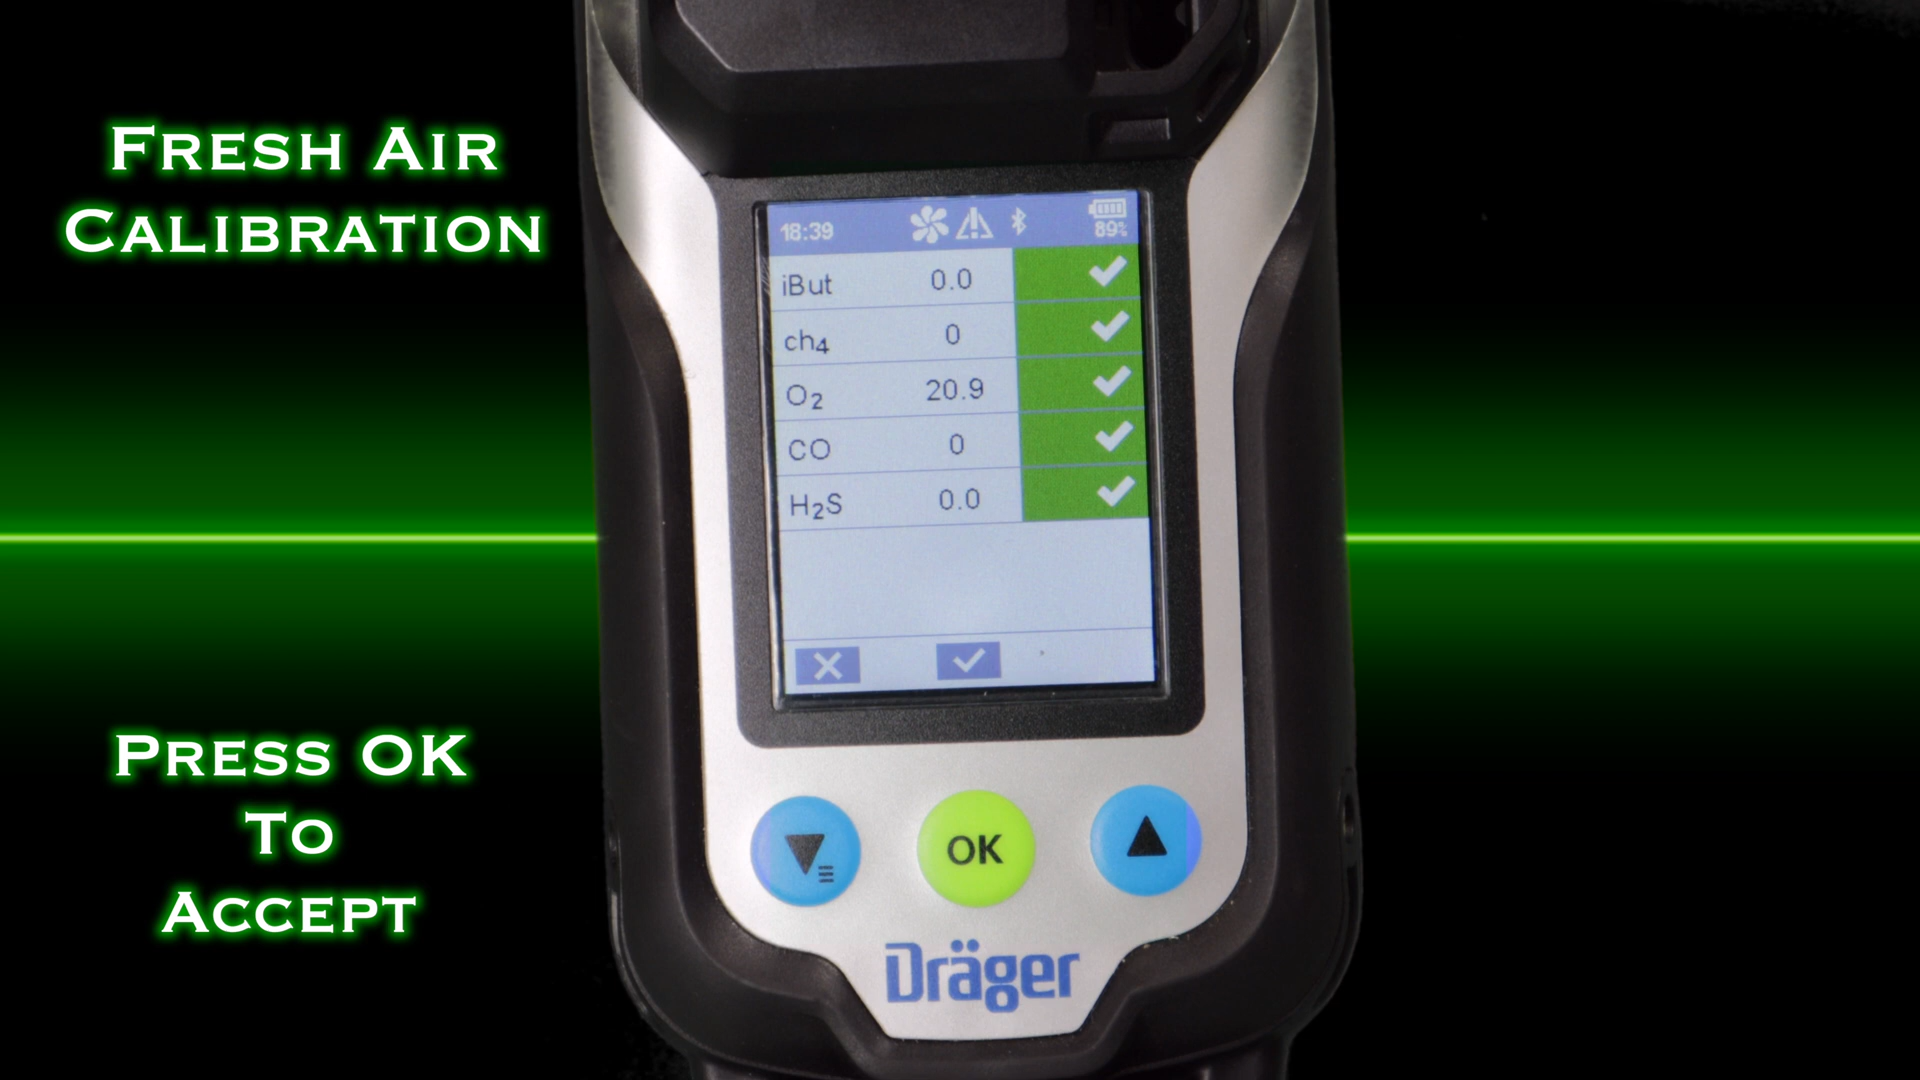 Fresh Air
Calibration
18:39
89%
iBut 0.0
ch₄ 0
O₂ 20.9
CO 0
H₂S 0.0
Press OK
To
Accept
OK
Dräger